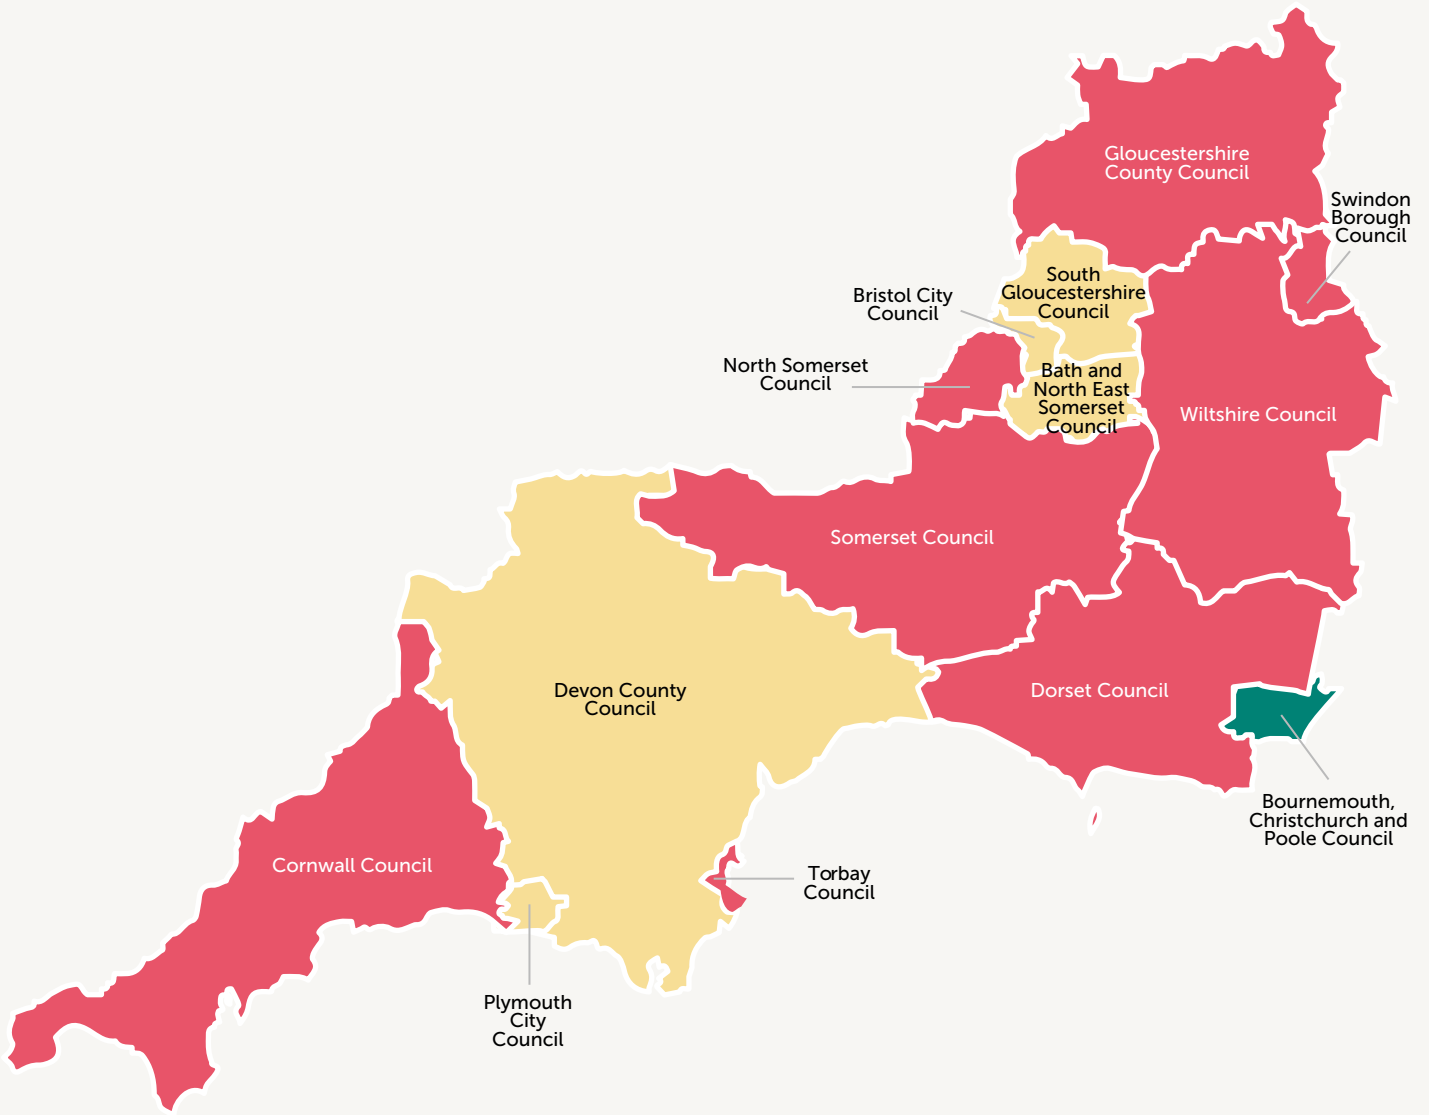 Gloucestershire
County Council
Swindon
Borough
Council
South
Gloucestershire
Council
Bristol City
Council
North Somerset
Council
Bath and
North East
Somerset
Council
Wiltshire Council
Somerset Council
Devon County
Council
Dorset Council
Bournemouth,
Christchurch and
Poole Council
Cornwall Council
Torbay
Council
Plymouth
City
Council